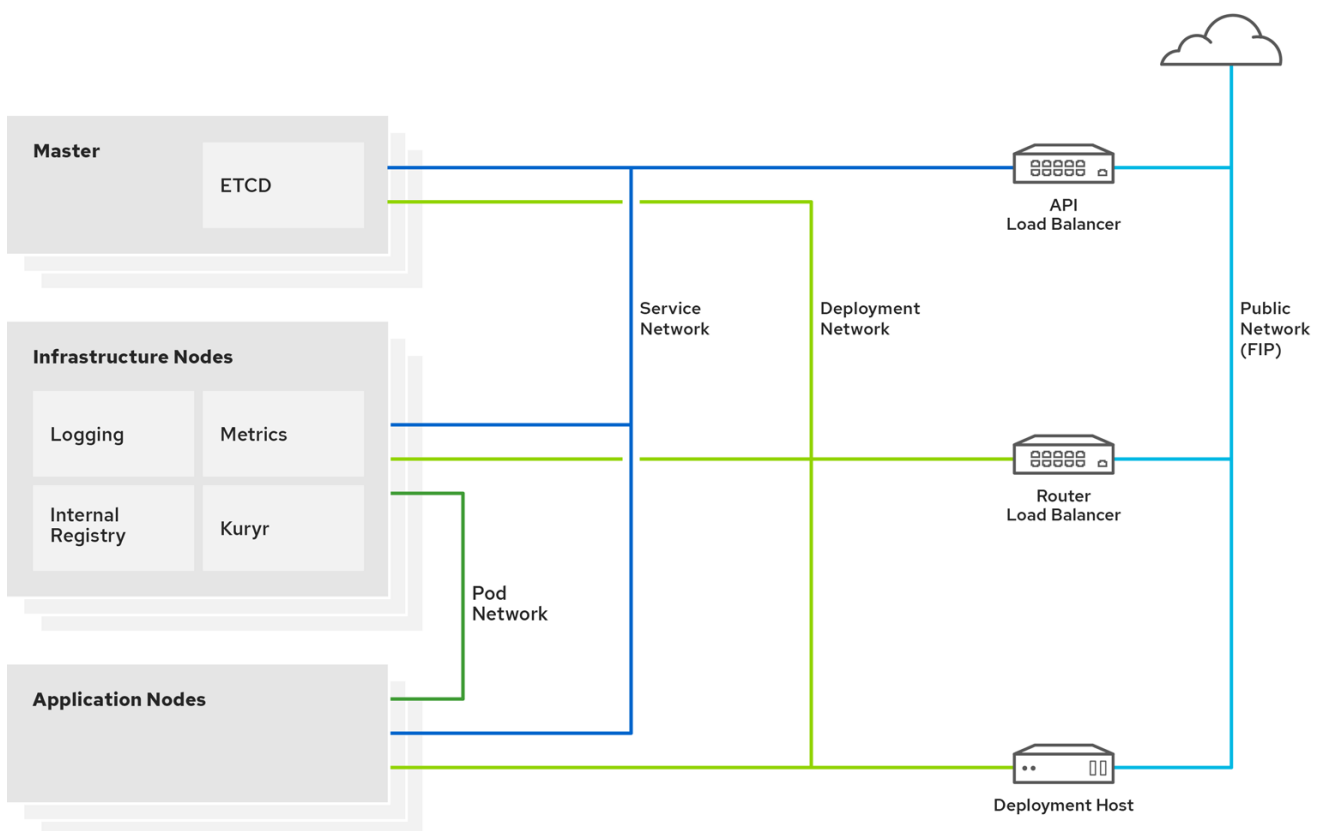 Master
ETCD
API
Load Balancer
Service
Network
Deployment
Network
Public
Network
(FIP)
Infrastructure Nodes
Logging
Metrics
Internal
Registry
Kuryr
Router
Load Balancer
Pod
Network
Application Nodes
Deployment Host